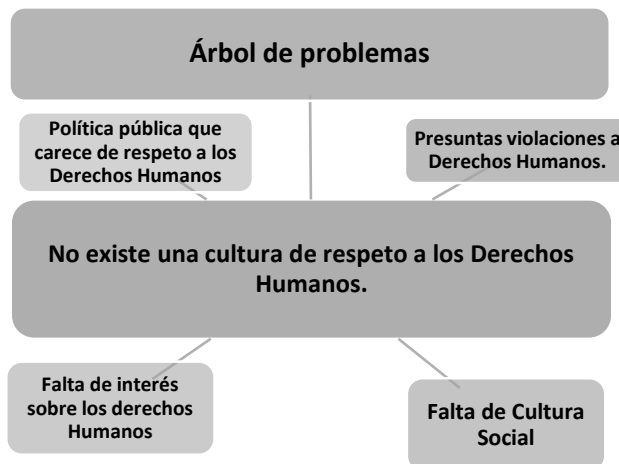 Árbol de problemas
Política pública que
carece de respeto a los
Derechos Humanos
Presuntas violaciones a
Derechos Humanos.
No existe una cultura de respeto a los Derechos
Humanos.
Falta de interés
sobre los derechos
Humanos
Falta de Cultura
Social